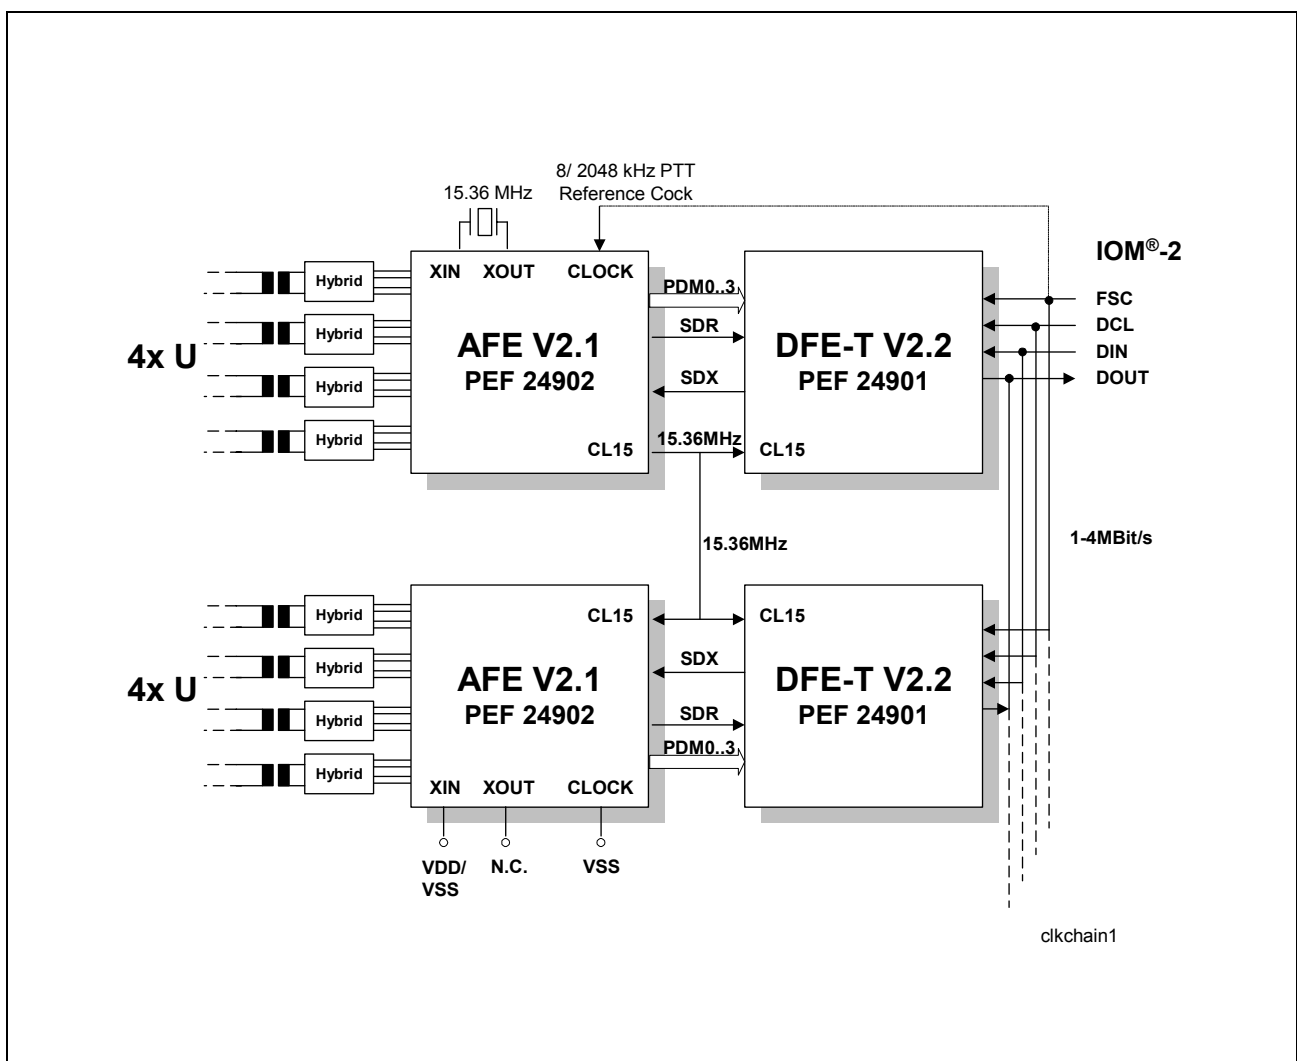 8/ 2048 kHz PTT
Reference Cock
15.36 MHz
IOM®-2
XIN XOUT CLOCK
Hybrid
PDM0..3
FSC
Hybrid
SDR
DCL
4x U
AFE V2.1
PEF 24902
DFE-T V2.2
PEF 24901
DIN
Hybrid
SDX
DOUT
Hybrid
CL15
15.36MHz
CL15
15.36MHz
1-4MBit/s
Hybrid
CL15
CL15
Hybrid
SDX
4x U
AFE V2.1
PEF 24902
DFE-T V2.2
PEF 24901
Hybrid
SDR
PDM0..3
Hybrid
XIN XOUT CLOCK
VDD/
VSS
N.C.
VSS
clkchain1